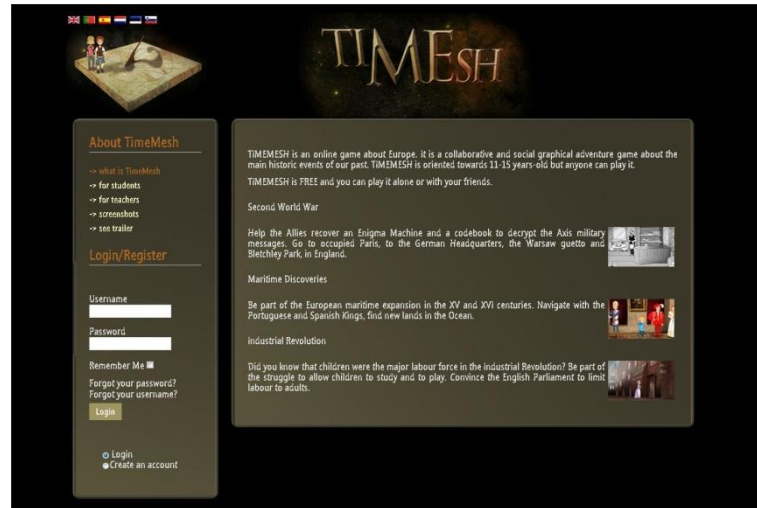 TIMESH
About TimeMesh
-> what is TimeMesh
-> for students
-> for teachers
-> screenshots
-> see trailer
Login/Register
Username
Password
Remember Me
Forgot your password?
Forgot your username?
Login
Login
Create an account
TiMEMESH is an online game about Europe. it is a collaborative and social graphical adventure game about the
main historic events of our past. TiMEMESH is oriented towards 11-15 years-old but anyone can play it.
TiMEMESH is FREE and you can play it alone or with your friends.
Second World War
Help the Allies recover an Enigma Machine and a codebook to decrypt the Axis military
messages. Go to occupied Paris, to the German Headquarters, the Warsaw guetto and
Bletchley Park, in England.
Maritime Discoveries
Be part of the European maritime expansion in the XV and XVI centuries. Navigate with the
Portuguese and Spanish Kings, find new lands in the Ocean.
industrial Revolution
Did you know that children were the major labour force in the industrial Revolution? Be part of
the struggle to allow children to study and to play. Convince the English Parliament to limit
labour to adults.